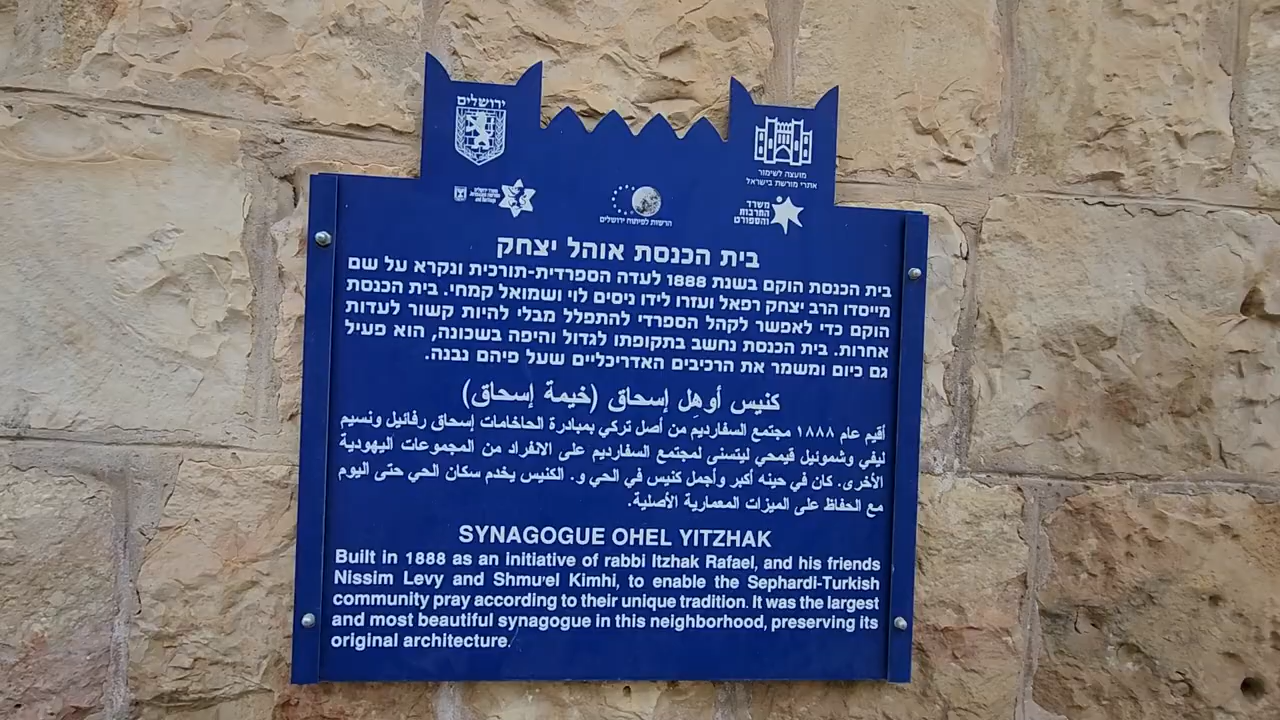 ירושלים
מועצה לשימור
אתרי מורשת בישראל
משרד
התרבות
והספורט
הרשות לפיתוח ירושלים
and Heritage
בית הכנסת אוהל יצחק
בית הכנסת הוקם בשנת 1888 לעדה הספרדית-תורכית ונקרא על שם
מייסדו הרב יצחק רפאל ועזרו לידו ניסים לוי ושמואל קמחי. בית הכנסת
הוקם כדי לאפשר לקהל הספרדי להתפלל מבלי להיות קשור לעדות
אחרות. בית הכנסת נחשב בתקופתו לגדול והיפה בשכונה, הוא פעיל
גם כיום ומשמר את הרכיבים האדריכליים שעל פיהם נבנה.
كنيس أوهِل إسحاق (خيمة إسحاق)
أقيم عام ١٨٨٨ مجتمع السفارديم من أصل تركي بمبادرة الحاخامات إسحاق رفائيل ونسيم
ليفي وشموئيل قيمحي ليتسنى لمجتمع السفارديم على الانفراد من المجموعات اليهودية
الأخرى. كان في حينه أكبر وأجمل كنيس في الحي و. الكنيس يخدم سكان الحي حتى اليوم
مع الحفاظ على الميزات المعمارية الأصلية.
SYNAGOGUE OHEL YITZHAK
Built in 1888 as an initiative of rabbi Itzhak Rafael, and his friends
Nissim Levy and Shmu'el Kimhi, to enable the Sephardi-Turkish
community pray according to their unique tradition. It was the largest
and most beautiful synagogue in this neighborhood, preserving its
original architecture.